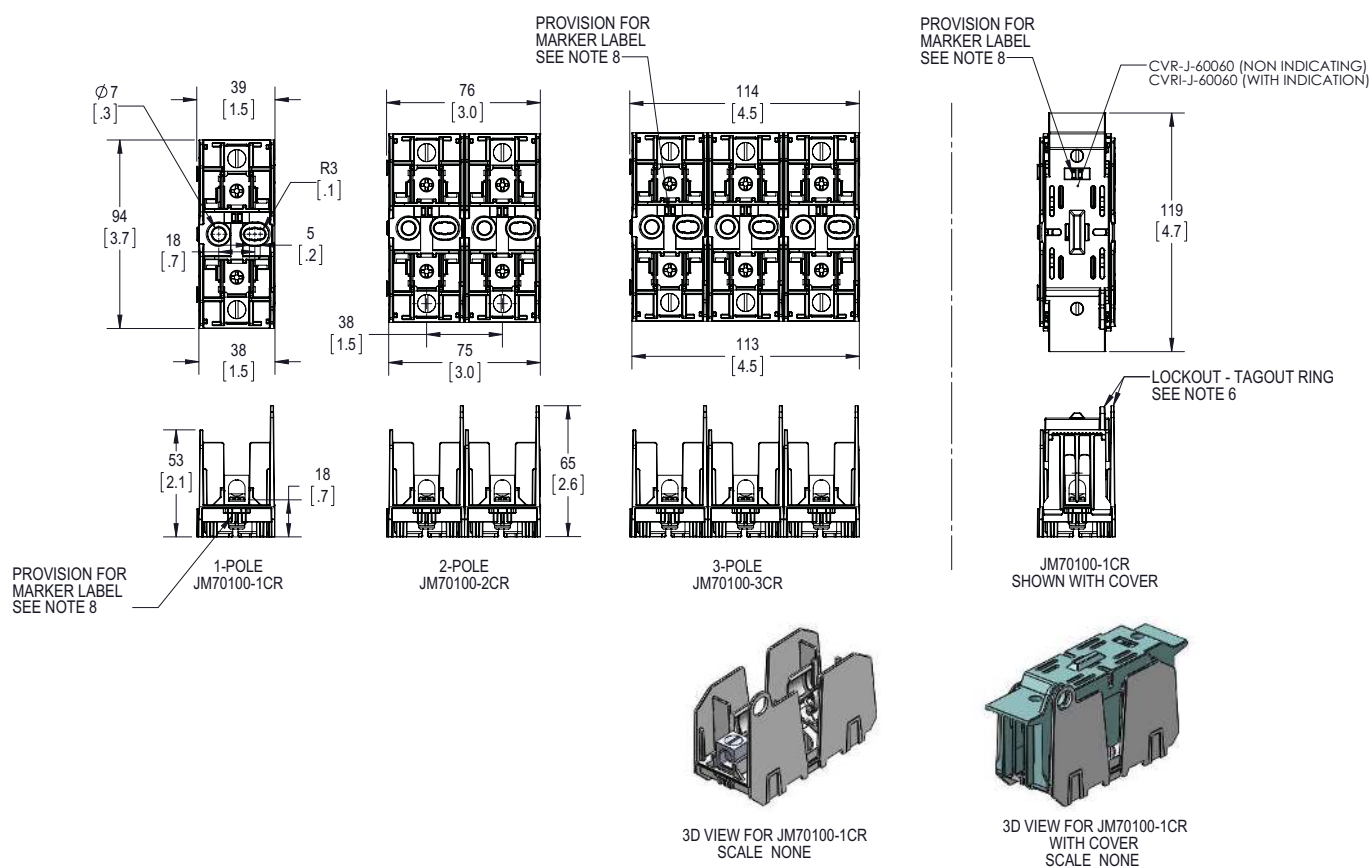 PROVISION FOR
MARKER LABEL
SEE NOTE 8
PROVISION FOR
MARKER LABEL
SEE NOTE 8
CVR-J-60060 (NON INDICATING)
CVRI-J-60060 (WITH INDICATION)
Ø7
[.3]
39
[1.5]
76
[3.0]
114
[4.5]
R3
[.1]
94
[3.7]
18
[.7]
5
[.2]
119
[4.7]
38
[1.5]
38
[1.5]
75
[3.0]
113
[4.5]
LOCKOUT - TAGOUT RING
SEE NOTE 6
53
[2.1]
18
[.7]
65
[2.6]
PROVISION FOR
MARKER LABEL
SEE NOTE 8
1-POLE
JM70100-1CR
2-POLE
JM70100-2CR
3-POLE
JM70100-3CR
JM70100-1CR
SHOWN WITH COVER
3D VIEW FOR JM70100-1CR
SCALE NONE
3D VIEW FOR JM70100-1CR
WITH COVER
SCALE NONE